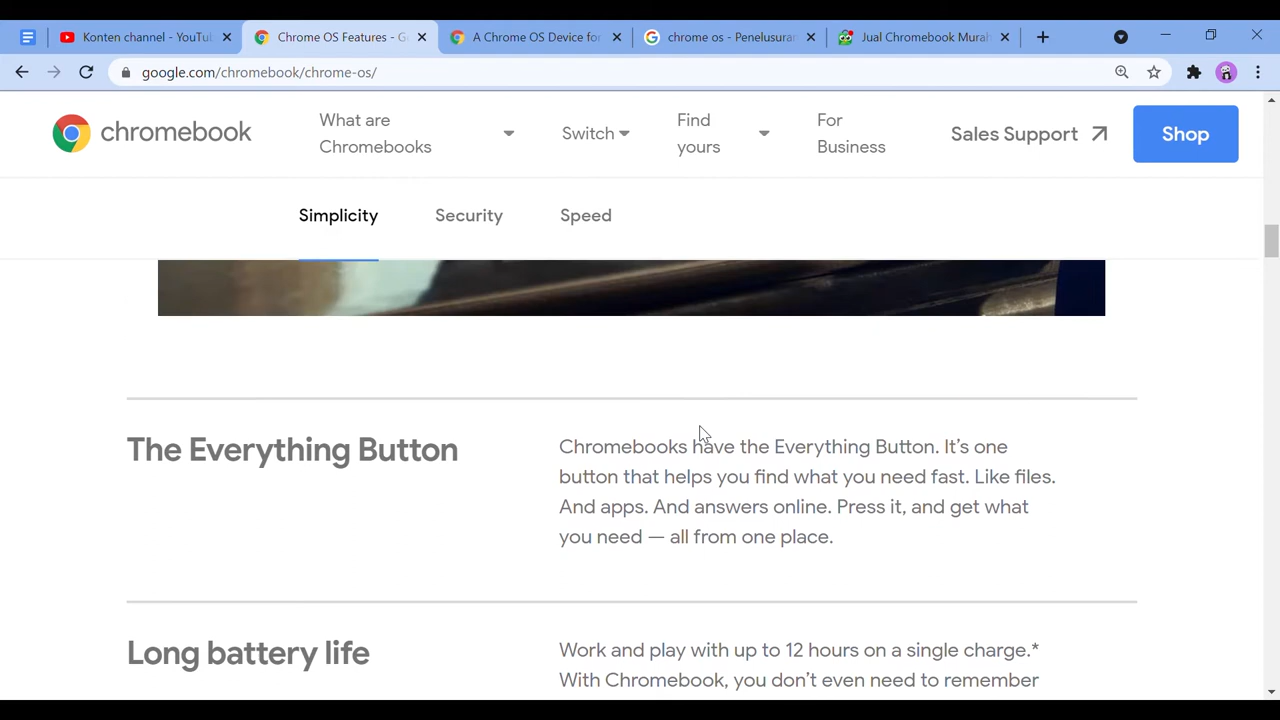 Konten channel - YouTu
Chrome OS Features - G
A Chrome OS Device fo
chrome os - Penelusuran
Jual Chromebook Murah
google.com/chromebook/chrome-os/
chromebook
What are
Chromebooks
Switch
Find
yours
For
Business
Sales Support
Shop
Simplicity
Security
Speed
The Everything Button
Chromebooks have the Everything Button. It’s one
button that helps you find what you need fast. Like files.
And apps. And answers online. Press it, and get what
you need — all from one place.
Long battery life
Work and play with up to 12 hours on a single charge.*
With Chromebook, you don’t even need to remember